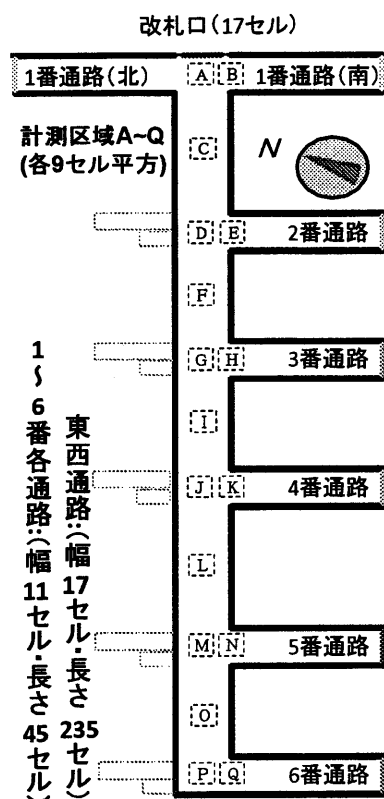 改札口(17セル)
1番通路(北)
A B
1番通路(南)
計測区域A~Q
(各9セル平方)
C
N
D E
2番通路
F
G H
3番通路
I
J K
4番通路
L
M N
5番通路
O
P Q
6番通路
東西通路:(幅 17セル・長さ 235セル)
1~6番各通路:(幅 11セル・長さ 45セル)